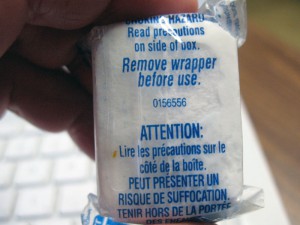 CHOKING HAZARD
Read precautions
on side of box.
Remove wrapper
before use.
0156556
ATTENTION:
Lire les précautions sur le
côté de la boîte.
PEUT PRÉSENTER UN
RISQUE DE SUFFOCATION,
TENIR HORS DE LA PORTÉE
DES